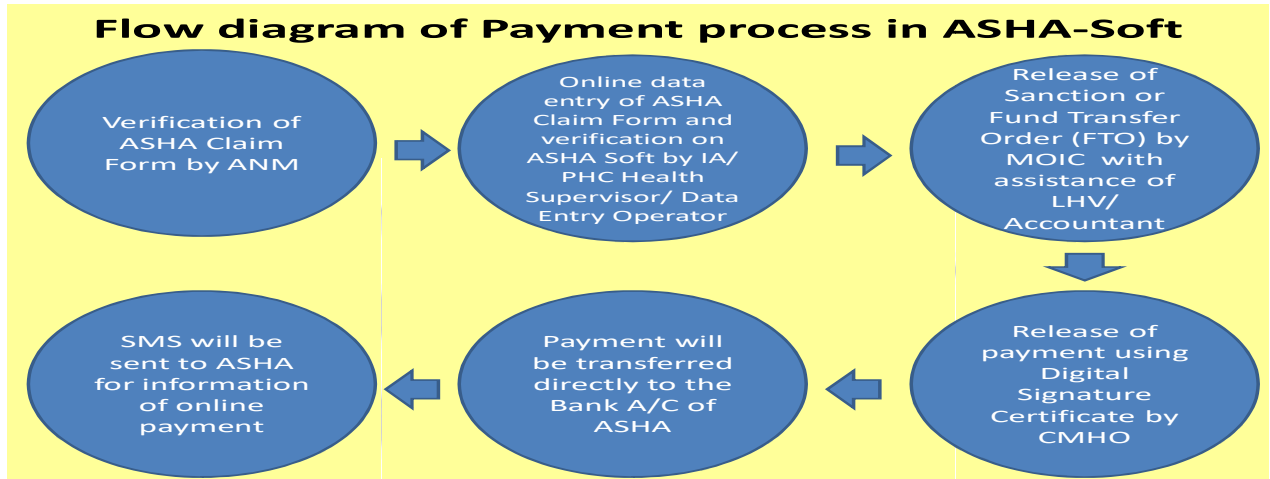 Flow diagram of Payment process in ASHA-Soft
Verification of
ASHA Claim
Form by ANM
Online data
entry of ASHA
Claim Form and
verification on
ASHA Soft by IA/
PHC Health
Supervisor/ Data
Entry Operator
Release of
Sanction or
Fund Transfer
Order (FTO) by
MOIC with
assistance of
LHV/
Accountant
Release of
payment using
Digital
Signature
Certificate by
CMHO
Payment will
be transferred
directly to the
Bank A/C of
ASHA
SMS will be
sent to ASHA
for information
of online
payment